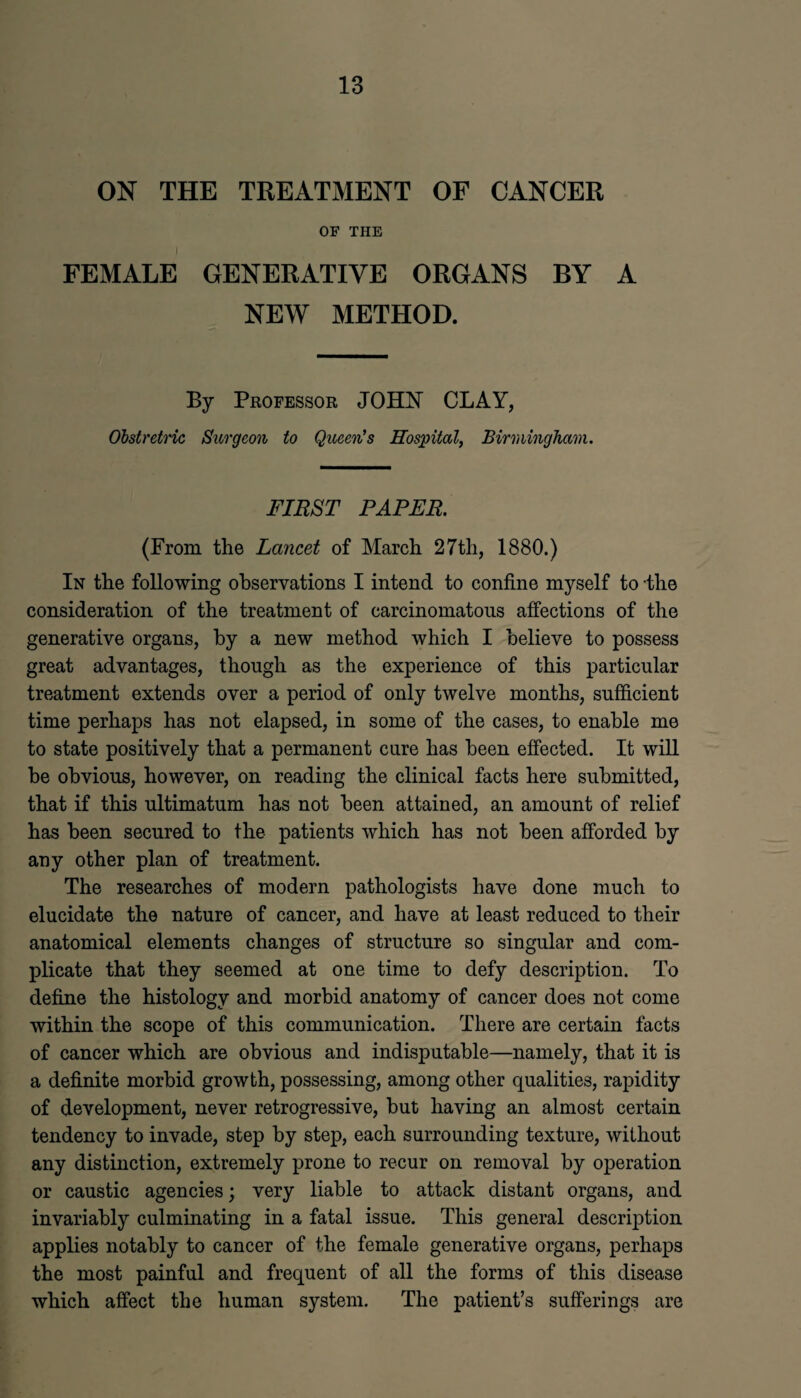 13
ON THE TREATMENT OF CANCER
OF THE
FEMALE GENERATIVE ORGANS BY A
NEW METHOD.
By Professor JOHN CLAY,
Obstretric Surgeon to Queen's Hospital, Birmingham.
FIRST PAPER.
(From the Lancet of March 27th, 1880.)
In the following observations I intend to confine myself to the
consideration of the treatment of carcinomatous affections of the
generative organs, by a new method which I believe to possess
great advantages, though as the experience of this particular
treatment extends over a period of only twelve months, sufficient
time perhaps has not elapsed, in some of the cases, to enable me
to state positively that a permanent cure has been effected. It will
be obvious, however, on reading the clinical facts here submitted,
that if this ultimatum has not been attained, an amount of relief
has been secured to the patients which has not been afforded by
any other plan of treatment.
The researches of modern pathologists have done much to
elucidate the nature of cancer, and have at least reduced to their
anatomical elements changes of structure so singular and com-
plicate that they seemed at one time to defy description. To
define the histology and morbid anatomy of cancer does not come
within the scope of this communication. There are certain facts
of cancer which are obvious and indisputable—namely, that it is
a definite morbid growth, possessing, among other qualities, rapidity
of development, never retrogressive, but having an almost certain
tendency to invade, step by step, each surrounding texture, without
any distinction, extremely prone to recur on removal by operation
or caustic agencies; very liable to attack distant organs, and
invariably culminating in a fatal issue. This general description
applies notably to cancer of the female generative organs, perhaps
the most painful and frequent of all the forms of this disease
which affect the human system. The patient's sufferings are